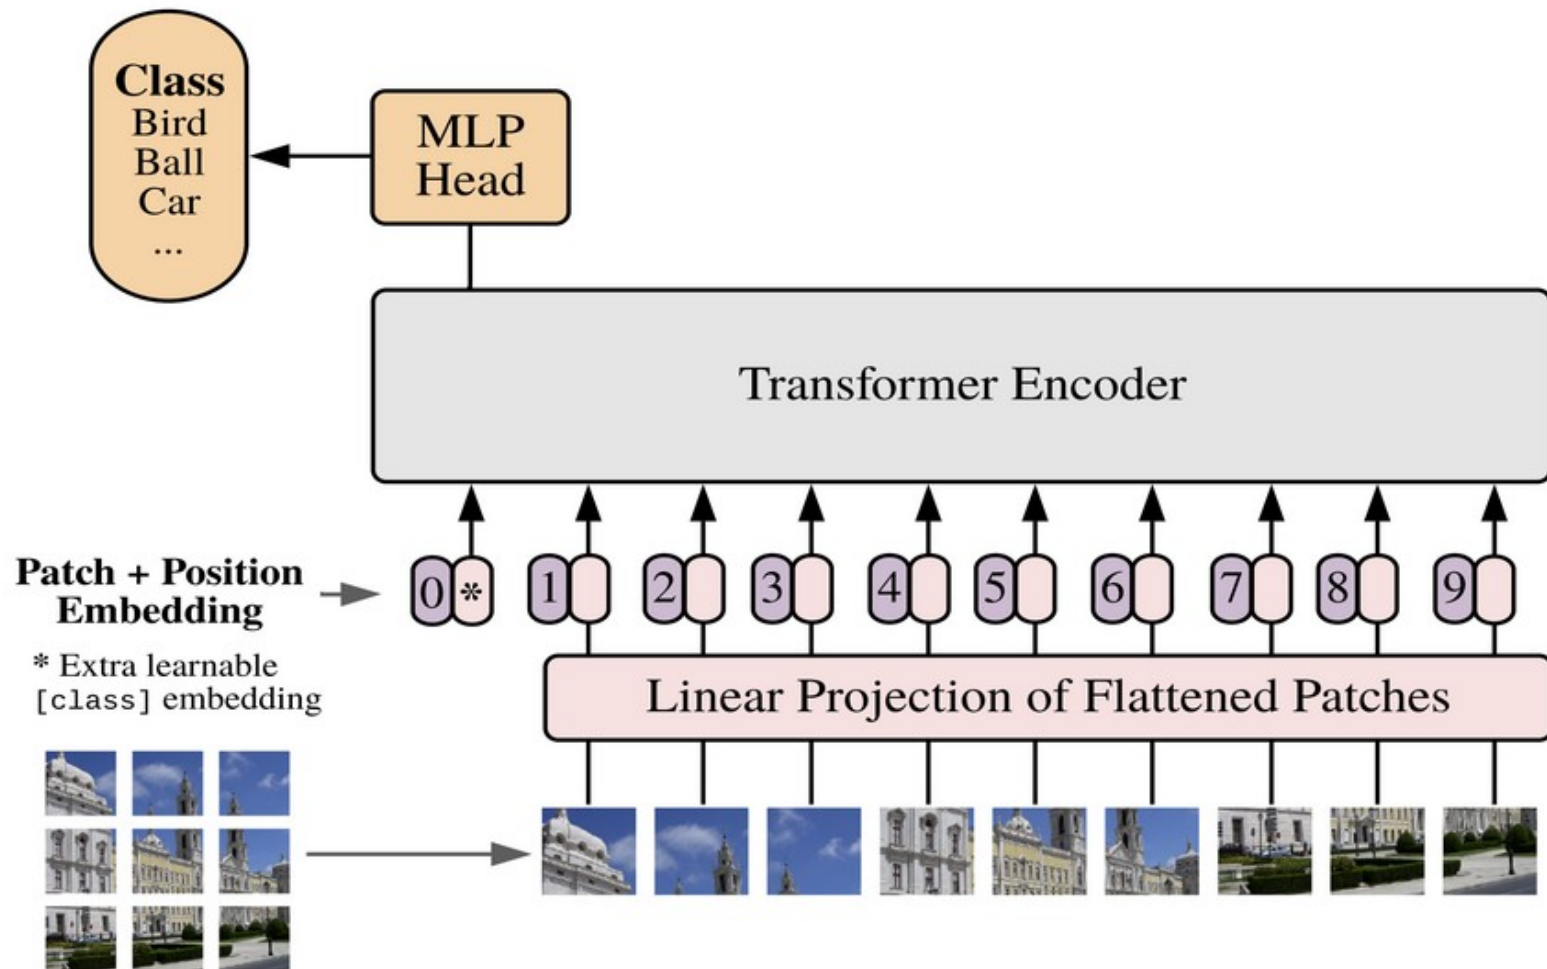 Class
Bird
Ball
Car
...
MLP
Head
Transformer Encoder
Patch + Position
Embedding
0 * 1 2 3 4 5 6 7 8 9
* Extra learnable
[class] embedding
Linear Projection of Flattened Patches